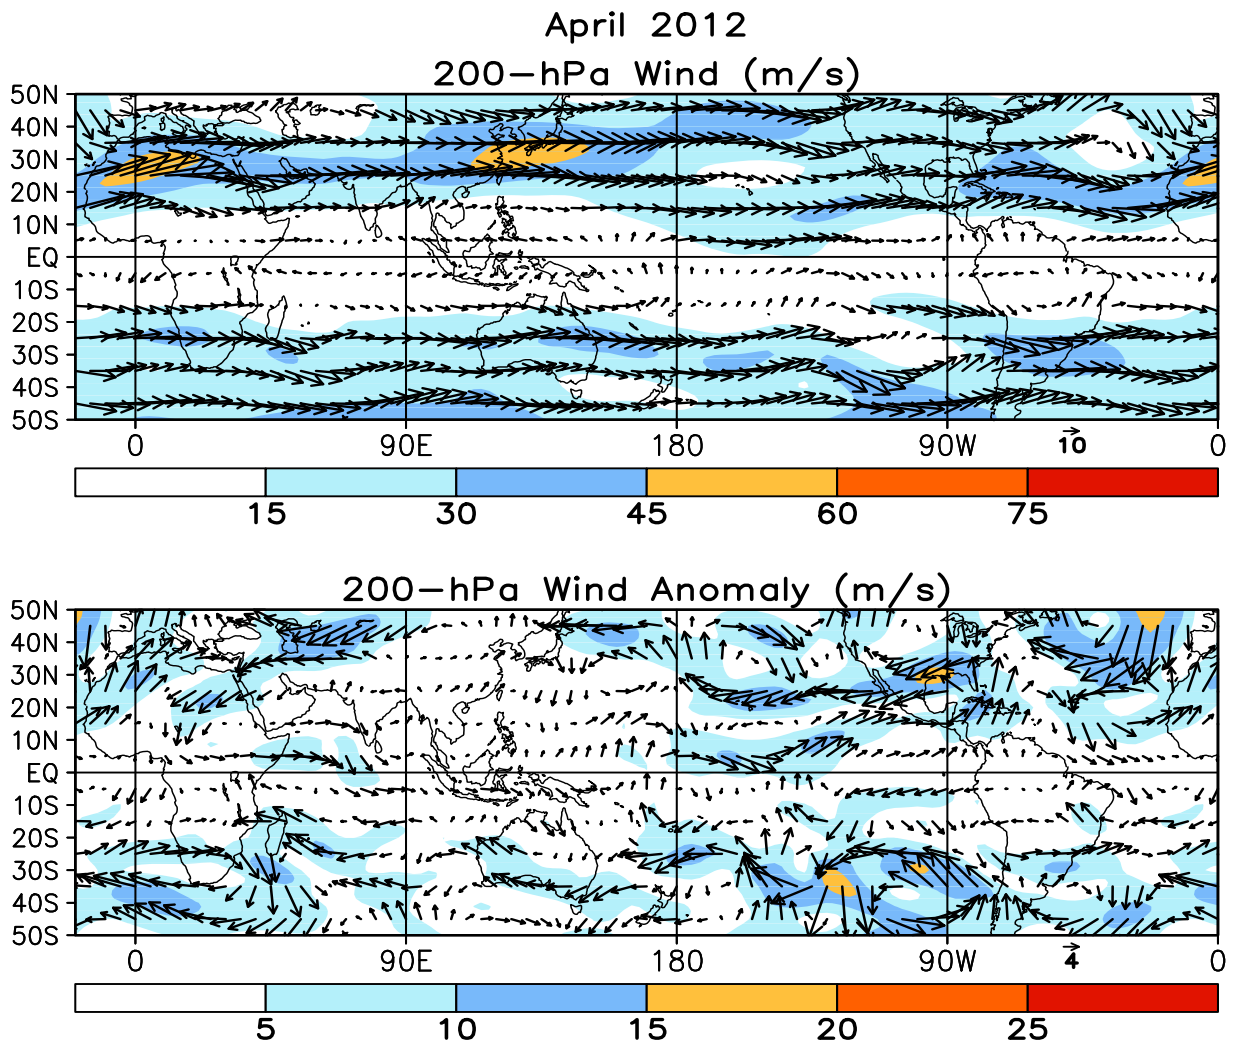 April 2012
200-hPa Wind (m/s)
50N
40N
30N
20N
10N
EQ
10S
20S
30S
40S
50S
0 90E 180 90W 10 0
15 30 45 60 75
200-hPa Wind Anomaly (m/s)
50N
40N
30N
20N
10N
EQ
10S
20S
30S
40S
50S
0 90E 180 90W 4 0
5 10 15 20 25